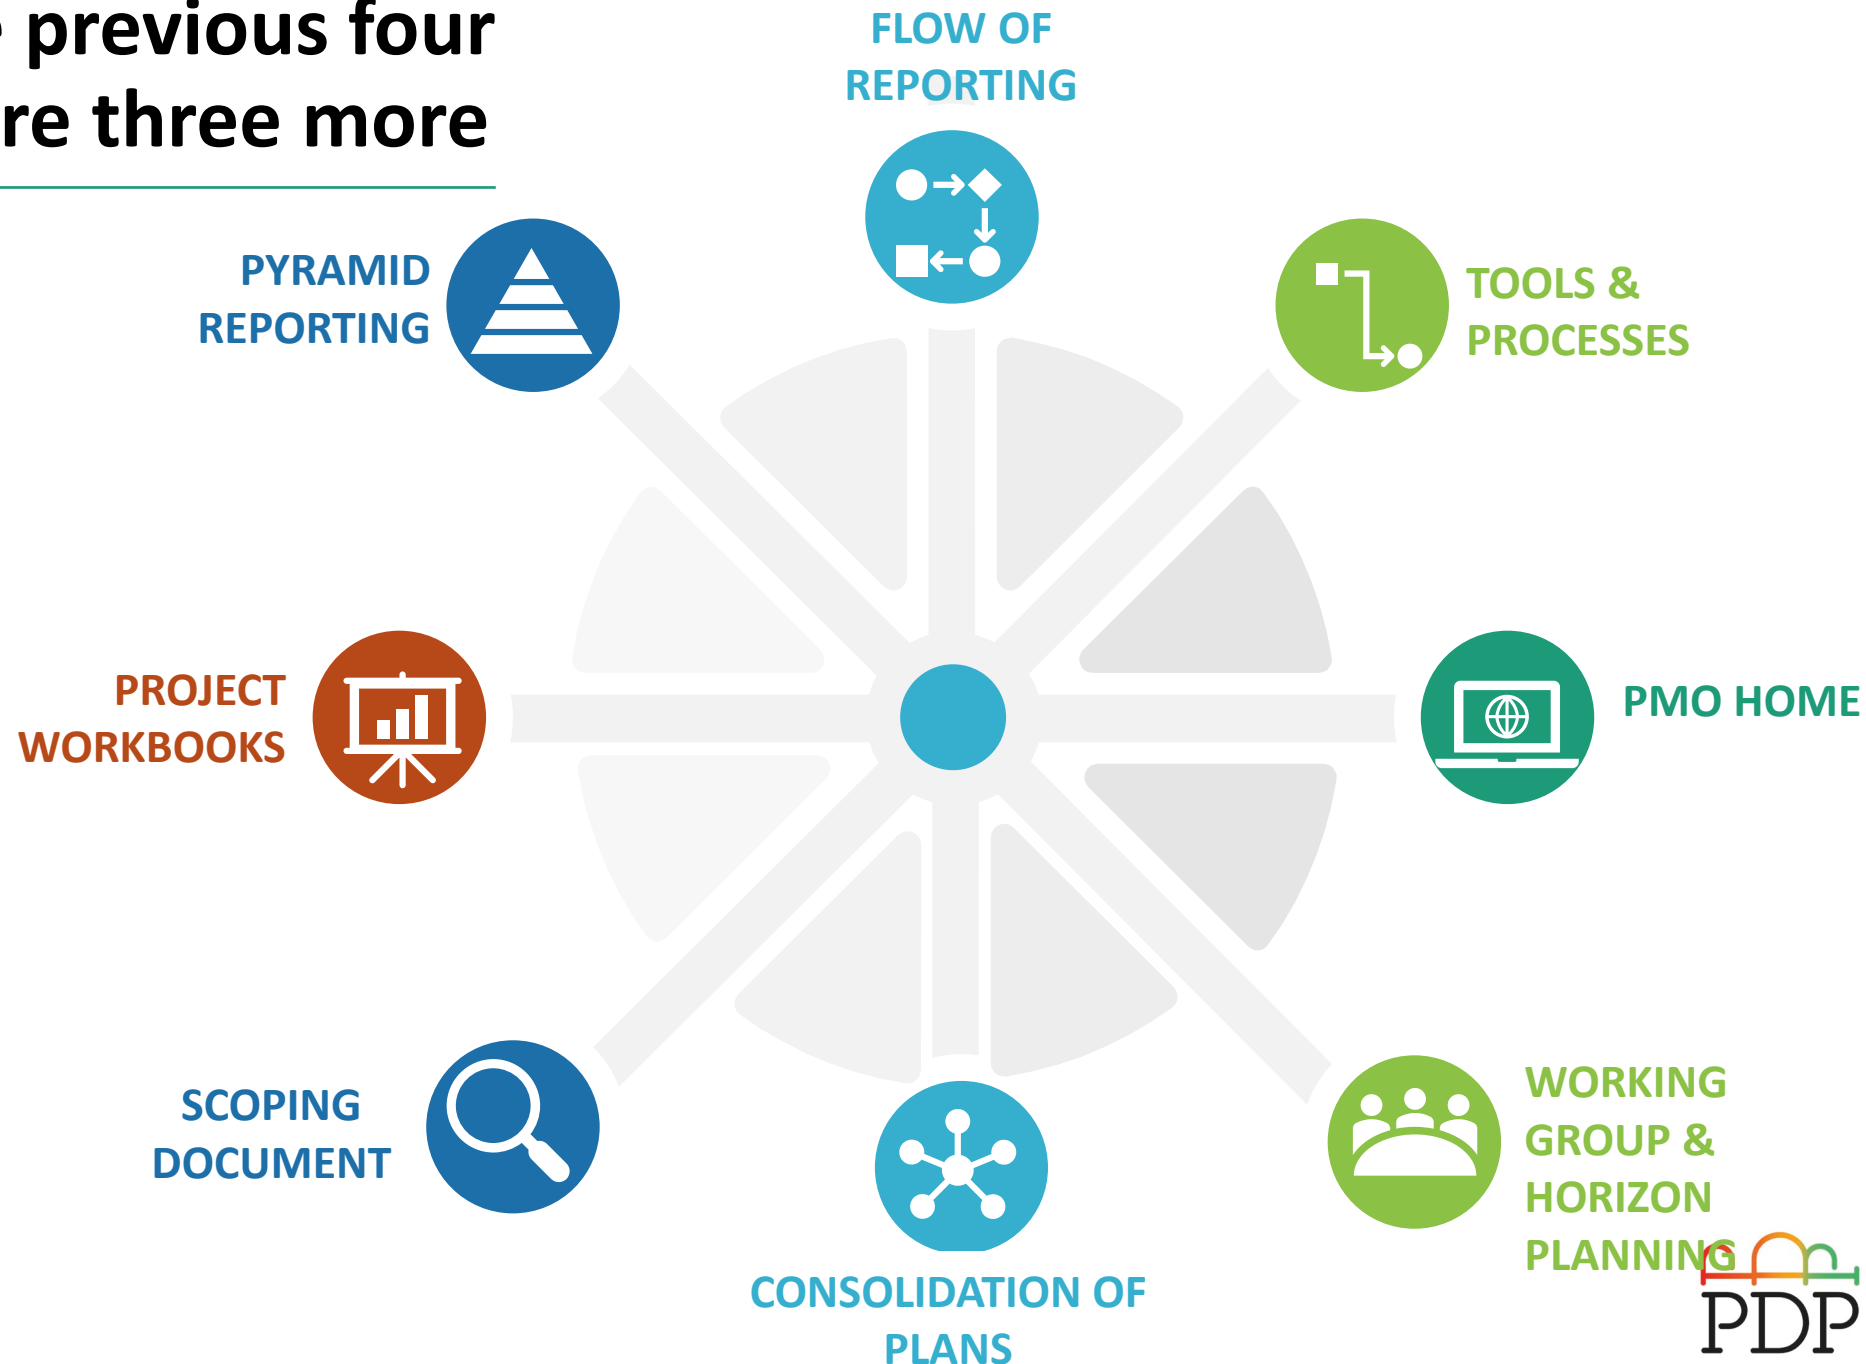 previous four
re three more
FLOW OF
REPORTING
PYRAMID
REPORTING
TOOLS &
PROCESSES
PROJECT
WORKBOOKS
PMO HOME
SCOPING
DOCUMENT
WORKING
GROUP &
HORIZON
PLANNING
CONSOLIDATION OF
PLANS
PDP